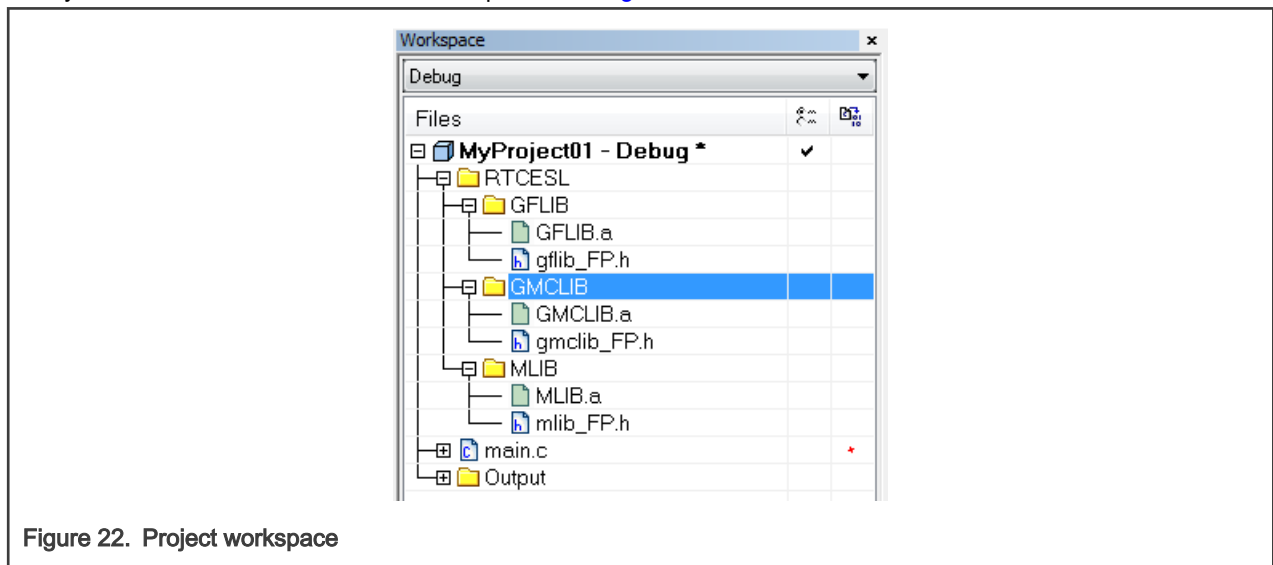 Workspace x
Debug
Files
MyProject01 - Debug *
RTCESL
GFLIB
GFLIB.a
gflib_FP.h
GMCLIB
GMCLIB.a
gmclib_FP.h
MLIB
MLIB.a
mlib_FP.h
main.c
Output
Figure 22. Project workspace